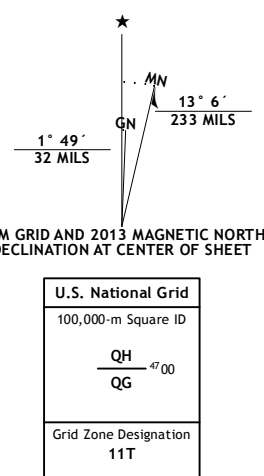 ★
MN
GN
13° 6´
233 MILS
1° 49´
32 MILS
M GRID AND 2013 MAGNETIC NORTH
DECLINATION AT CENTER OF SHEET
U.S. National Grid
100,000-m Square ID
QH
4700
QG
Grid Zone Designation
11T